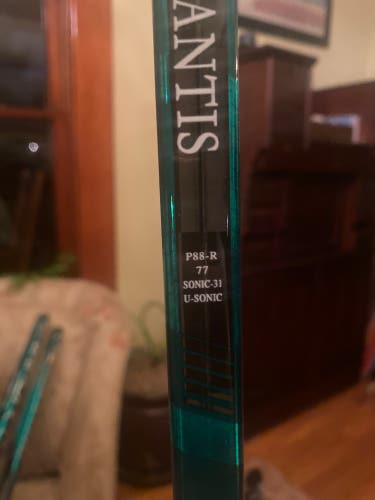 ANTIS
P88-R
77
SONIC-31
U-SONIC